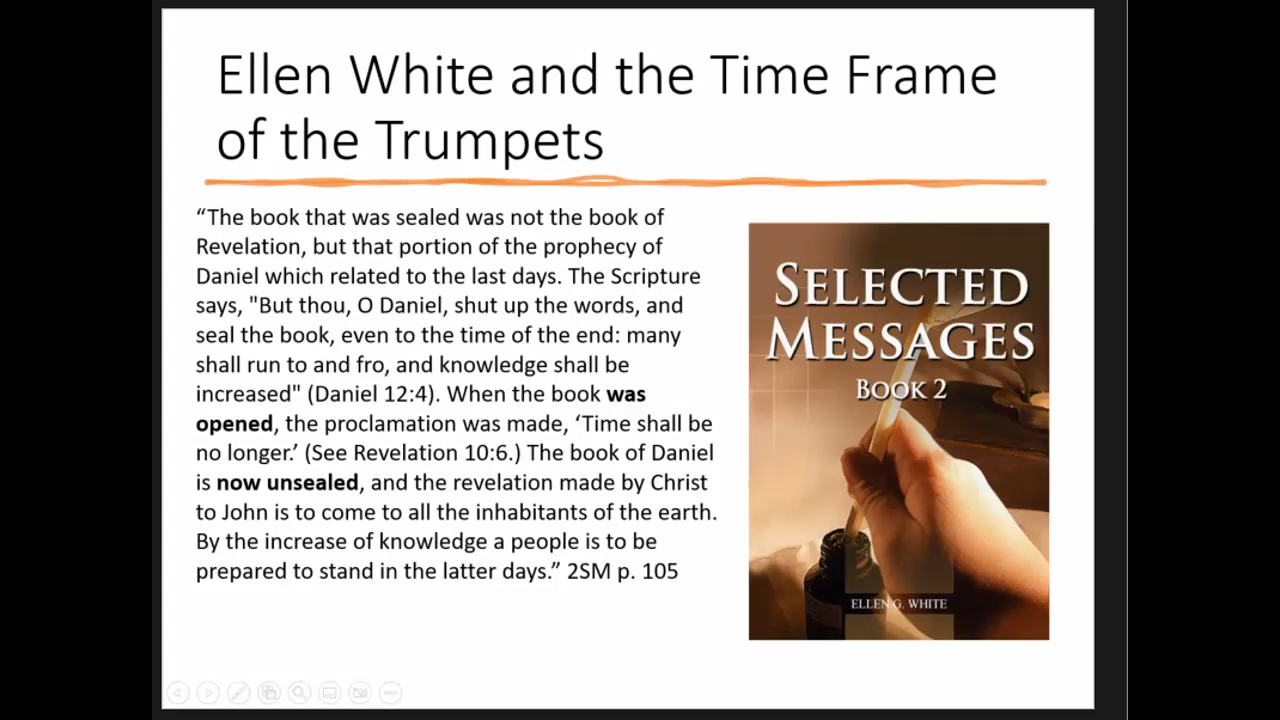 Ellen White and the Time Frame
of the Trumpets
“The book that was sealed was not the book of
Revelation, but that portion of the prophecy of
Daniel which related to the last days. The Scripture
says, "But thou, O Daniel, shut up the words, and
seal the book, even to the time of the end: many
shall run to and fro, and knowledge shall be
increased" (Daniel 12:4). When the book was
opened, the proclamation was made, ‘Time shall be
no longer.’ (See Revelation 10:6.) The book of Daniel
is now unsealed, and the revelation made by Christ
to John is to come to all the inhabitants of the earth.
By the increase of knowledge a people is to be
prepared to stand in the latter days.” 2SM p. 105
SELECTED
MESSAGES
BOOK 2
ELLEN G. WHITE